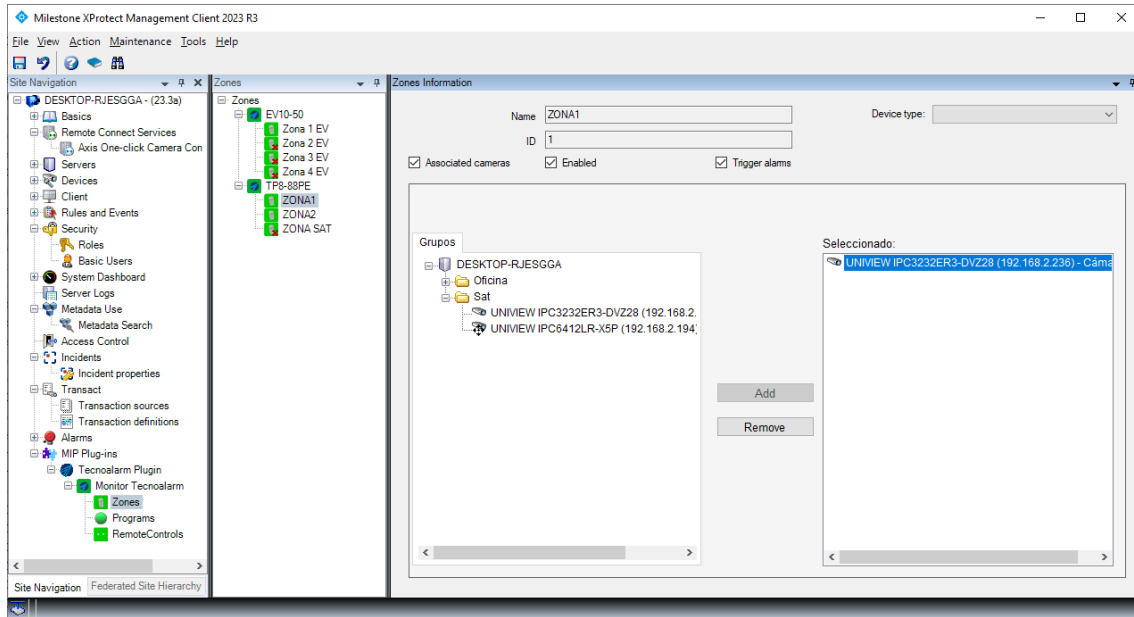 Milestone XProtect Management Client 2023 R3
File View Action Maintenance Tools Help
Site Navigation
DESKTOP-RJESGGA - (23.3a)
Basics
Remote Connect Services
Axis One-click Camera Con
Servers
Devices
Client
Rules and Events
Security
Roles
Basic Users
System Dashboard
Server Logs
Metadata Use
Metadata Search
Access Control
Incidents
Incident properties
Transact
Transaction sources
Transaction definitions
Alarms
MIP Plug-ins
Tecnoalarm Plugin
Monitor Tecnoalarm
Zones
Programs
RemoteControls
Site Navigation Federated Site Hierarchy
Zones
Zones
EV10-50
Zona 1 EV
Zona 2 EV
Zona 3 EV
Zona 4 EV
TP8-88PE
ZONA1
ZONA2
ZONA SAT
Zones Information
Name ZONA1 Device type:
ID 1
Associated cameras Enabled Trigger alarms
Grupos
DESKTOP-RJESGGA
Oficina
Sat
UNIVIEW IPC3232ER3-DVZ28 (192.168.2.
UNIVIEW IPC6412LR-X5P (192.168.2.194)
Add
Remove
Seleccionado:
UNIVIEW IPC3232ER3-DVZ28 (192.168.2.236) - Cáma